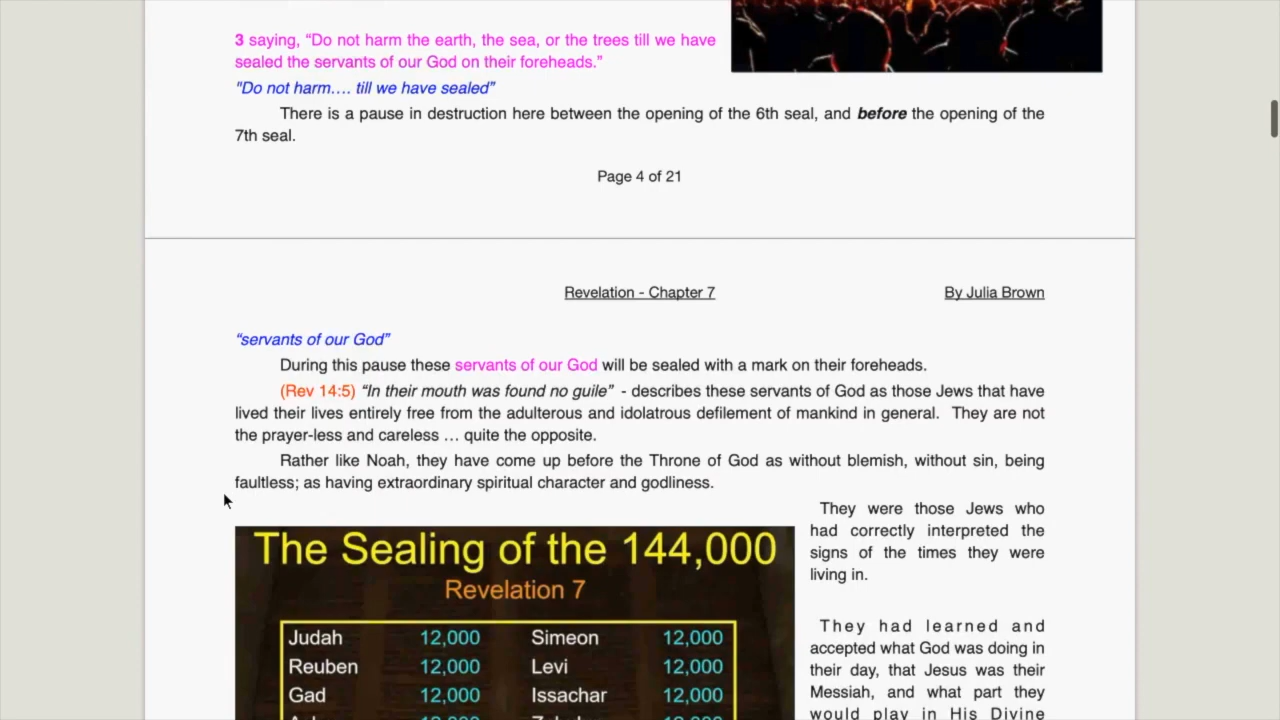 3 saying, “Do not harm the earth, the sea, or the trees till we have
sealed the servants of our God on their foreheads.”
"Do not harm…. till we have sealed”
There is a pause in destruction here between the opening of the 6th seal, and before the opening of the
7th seal.
Page 4 of 21
Revelation - Chapter 7
By Julia Brown
“servants of our God”
During this pause these servants of our God will be sealed with a mark on their foreheads.
(Rev 14:5) “In their mouth was found no guile” - describes these servants of God as those Jews that have
lived their lives entirely free from the adulterous and idolatrous defilement of mankind in general. They are not
the prayer-less and careless … quite the opposite.
Rather like Noah, they have come up before the Throne of God as without blemish, without sin, being
faultless; as having extraordinary spiritual character and godliness.
They were those Jews who
had correctly interpreted the
signs of the times they were
living in.
They had learned and
accepted what God was doing in
their day, that Jesus was their
Messiah, and what part they
would play in His Divine
The Sealing of the 144,000
Revelation 7
Judah 12,000 Simeon 12,000
Reuben 12,000 Levi 12,000
Gad 12,000 Issachar 12,000